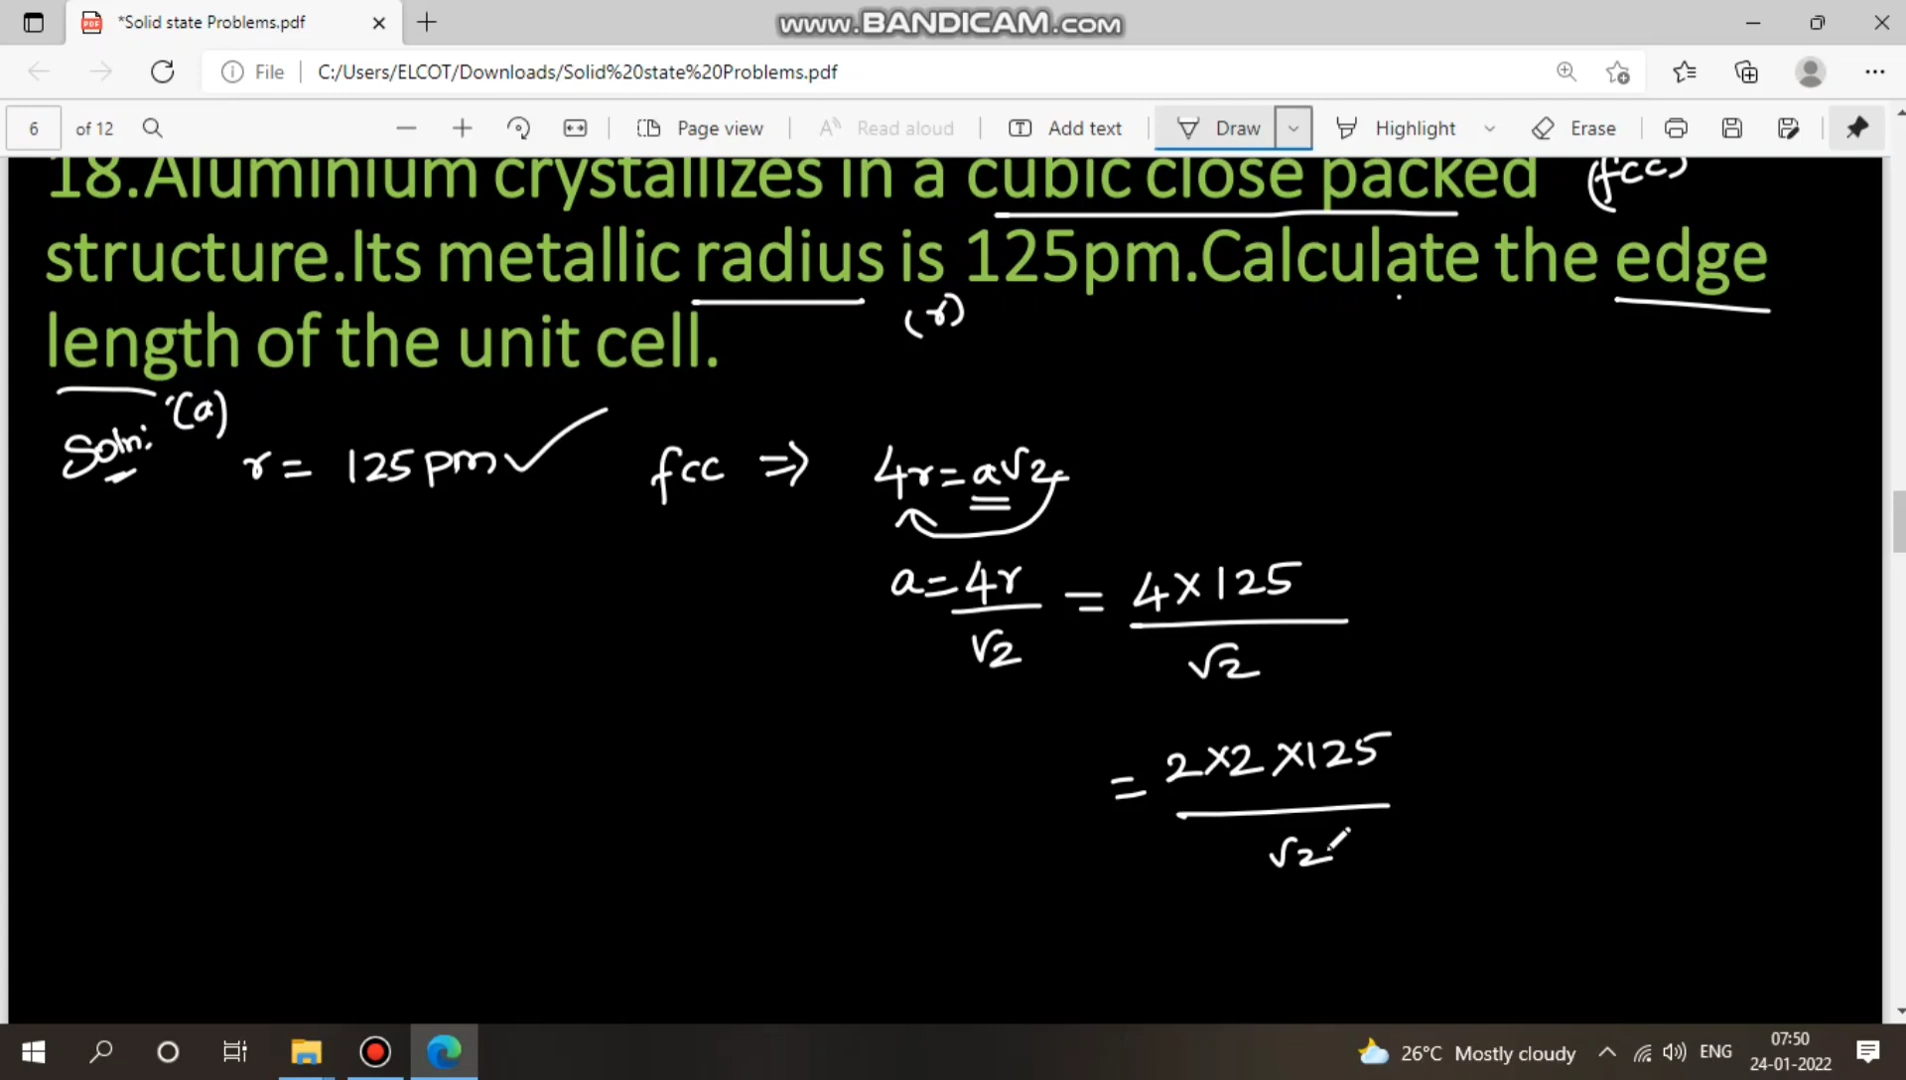 *Solid state Problems.pdf
www.BANDICAM.com
File
C:/Users/ELCOT/Downloads/Solid%20state%20Problems.pdf
6 of 12
Page view
Read aloud
Add text
Draw
Highlight
Erase
18.Aluminium crystallizes in a cubic close packed (fcc)
structure.Its metallic radius is 125pm.Calculate the edge
(r)
length of the unit cell.
(a)
Soln:
r = 125pm✓ fcc ⇒ 4r=a√2
a=4r/√2 = 4×125/√2
= 2×2×125/√2
26°C Mostly cloudy
ENG
07:50
24-01-2022